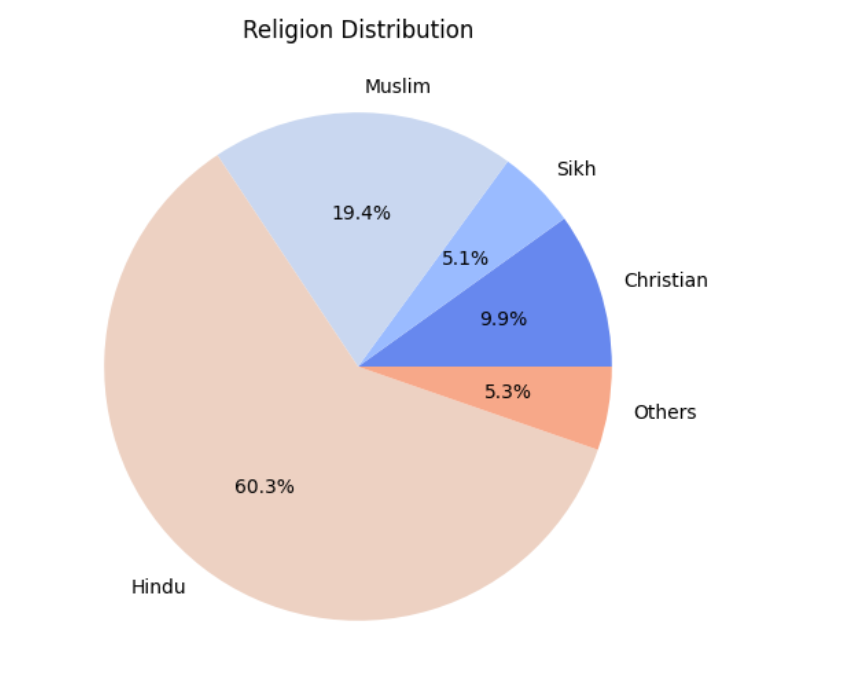 Religion Distribution
Muslim
Sikh
19.4%
5.1%
Christian
9.9%
5.3%
Others
60.3%
Hindu